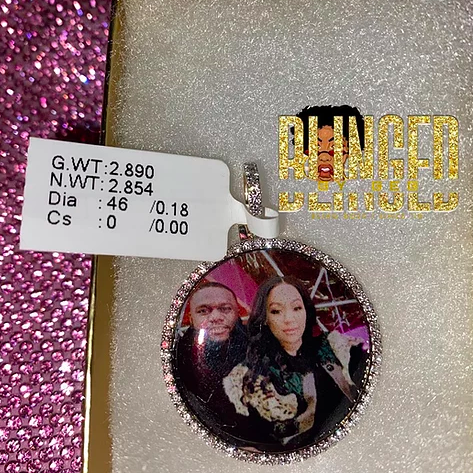 G.WT:2.890
N.WT:2.854
Dia :46 /0.18
Cs :0 /0.00
BLINGED